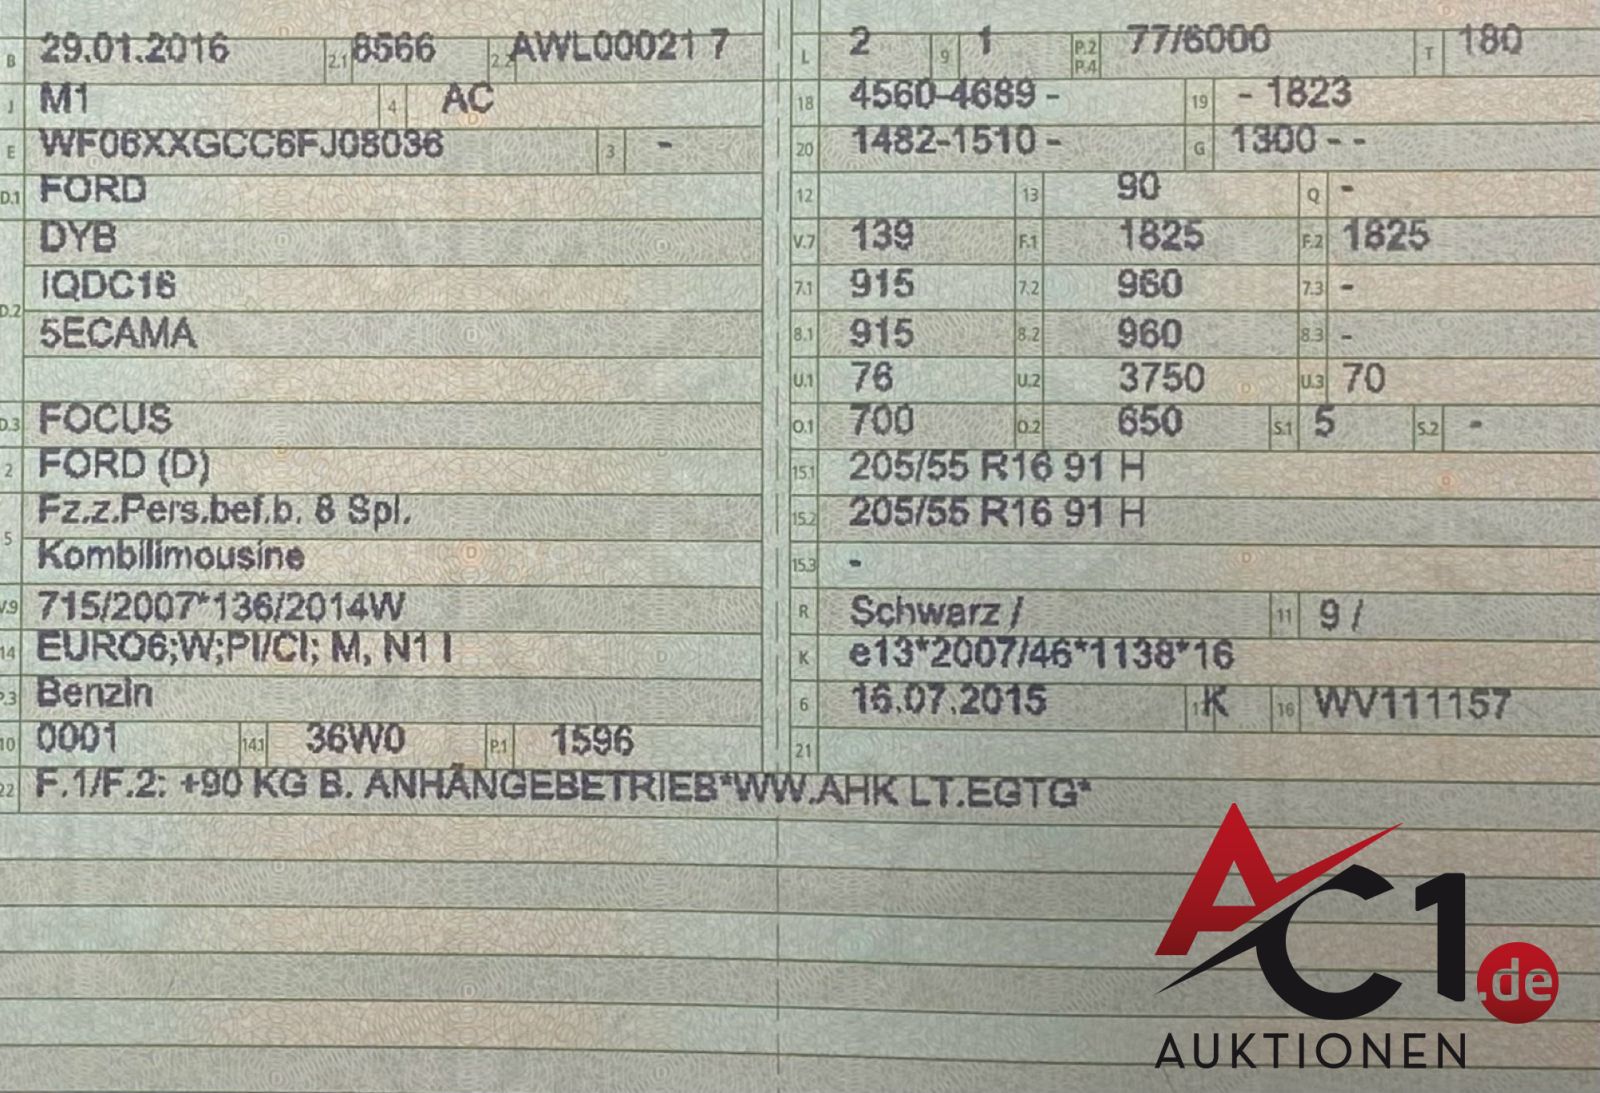 B 29.01.2016 2.1 8566 2.2 AWL00021 7
J M1 4 AC
E WF06XXGCC6FJ08036 3 -
D.1 FORD
DYB
D.2 IQDC16
5ECAMA
D.3 FOCUS
2 FORD (D)
5 Fz.z.Pers.bef.b. 8 Spl.
Kombilimousine
V.9 715/2007*136/2014W
14 EURO6;W;PI/CI; M, N1 I
P.3 Benzin
10 0001 14.1 36W0 P.1 1596
L 2 9 1 P.2 P.4 77/6000 T 180
18 4560-4689 - 19 - 1823
20 1482-1510 - G 1300 - -
12 13 90 Q -
V.7 139 F.1 1825 F.2 1825
7.1 915 7.2 960 7.3 -
8.1 915 8.2 960 8.3 -
U.1 76 U.2 3750 U.3 70
O.1 700 O.2 650 S.1 5 S.2 -
15.1 205/55 R16 91 H
15.2 205/55 R16 91 H
15.3 -
R Schwarz / 11 9 /
K e13*2007/46*1138*16
6 16.07.2015 17 K 16 WV111157
21
22 F.1/F.2: +90 KG B. ANHÄNGEBETRIEB*WW.AHK LT.EGTG*
AC1.de
AUKTIONEN